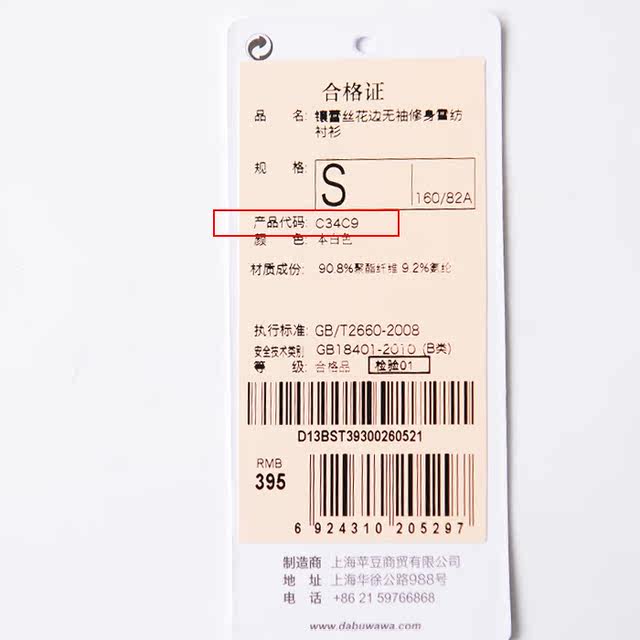 合格证
品 名: 镶蕾丝花边无袖修身雪纺
衬衫
规 格: S 160/82A
产品代码: C34C9
颜 色: 本白色
材质成份: 90.8%聚酯纤维 9.2%氨纶
执行标准: GB/T2660-2008
安全技术类别 GB18401-2010 (B类)
等 级: 合格品 检验01
D13BST39300260521
RMB
395
6 924310 205297
制造商 上海苹豆商贸有限公司
地 址 上海华徐公路988号
电 话 +86 21 59766868
www.dabuwawa.com